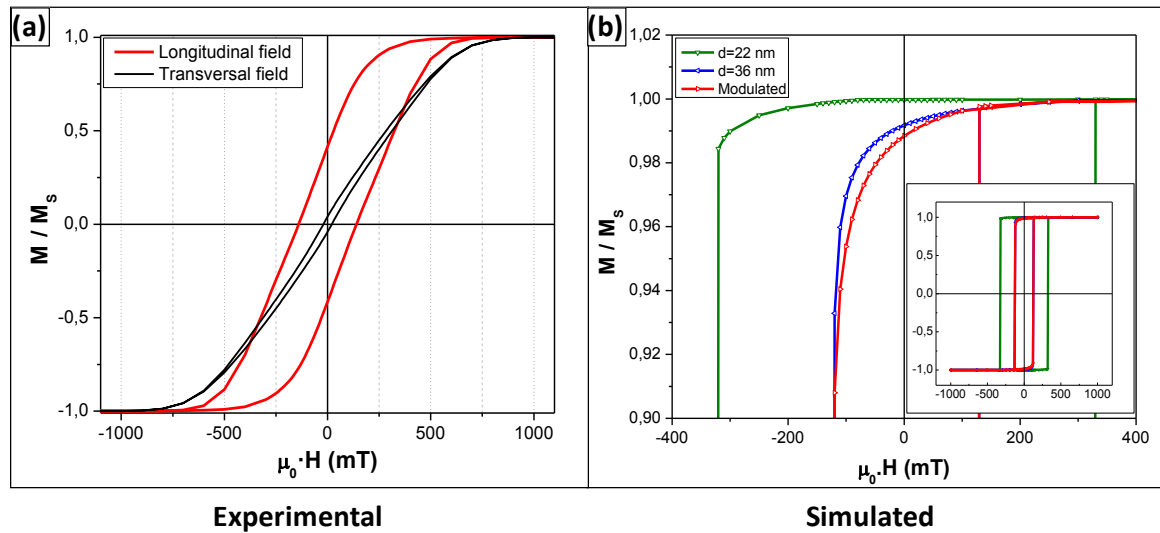 (a)
Longitudinal field
Transversal field
1,0
0,5
0,0
-0,5
-1,0
M / MS
-1000 -500 0 500 1000
μ0·H (mT)
Experimental
(b)
d=22 nm
d=36 nm
Modulated
1,02
1,00
0,98
0,96
0,94
0,92
0,90
M / MS
1,0
0,5
0,0
-0,5
-1,0
-1000 -500 0 500 1000
-400 -200 0 200 400
μ0.H (mT)
Simulated